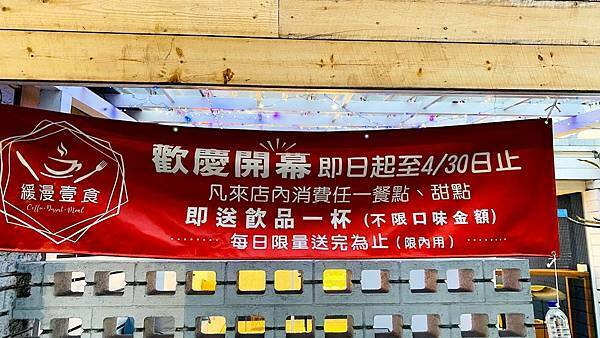 緩漫壹食
Coffee·Dessert·Meal
歡慶開幕 即日起至4/30日止
凡來店內消費任一餐點、甜點
即送飲品一杯（不限口味金額）
········ 每日限量送完為止（限內用）········